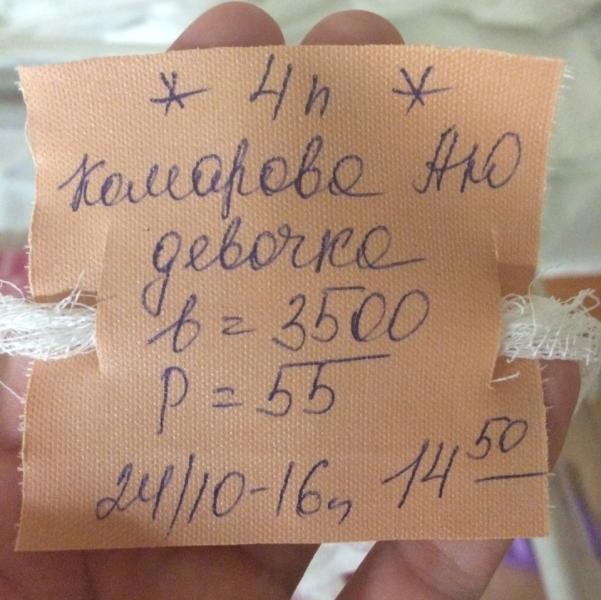 * 4п *
Комарова АЮ
девочка
в = 3500
Р = 55
24/10-16г, 14 50